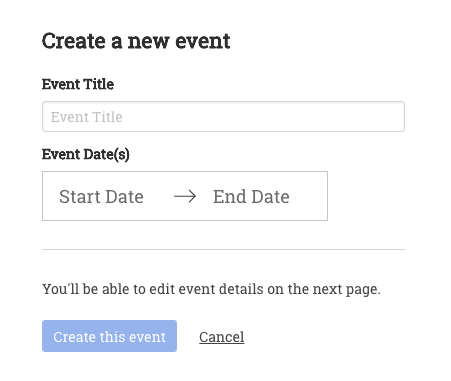 Create a new event
Event Title
Event Title
Event Date(s)
Start Date → End Date
You'll be able to edit event details on the next page.
Create this event Cancel